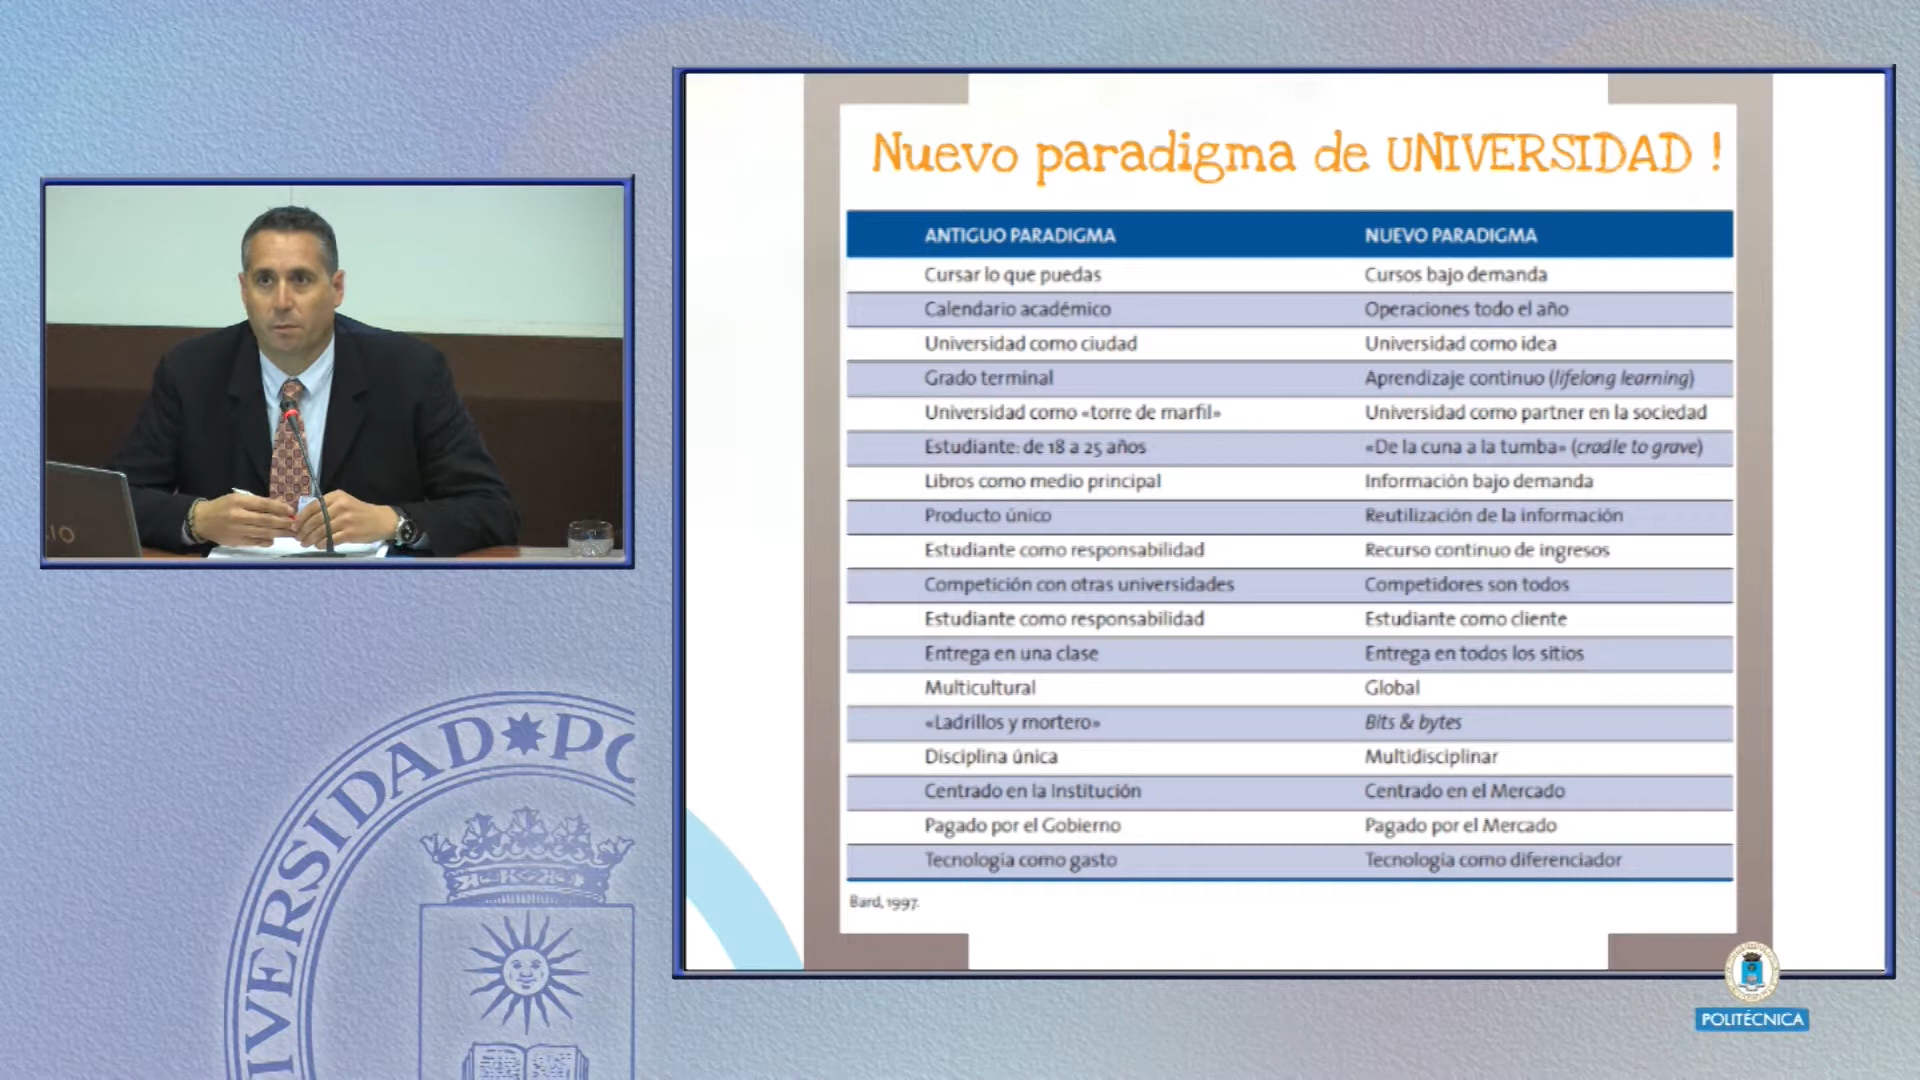 Nuevo paradigma de UNIVERSIDAD !
ANTIGUO PARADIGMA NUEVO PARADIGMA
Cursar lo que puedas Cursos bajo demanda
Calendario académico Operaciones todo el año
Universidad como ciudad Universidad como idea
Grado terminal Aprendizaje continuo (lifelong learning)
Universidad como «torre de marfil» Universidad como partner en la sociedad
Estudiante: de 18 a 25 años «De la cuna a la tumba» (cradle to grave)
Libros como medio principal Información bajo demanda
Producto único Reutilización de la información
Estudiante como responsabilidad Recurso continuo de ingresos
Competición con otras universidades Competidores son todos
Estudiante como responsabilidad Estudiante como cliente
Entrega en una clase Entrega en todos los sitios
Multicultural Global
«Ladrillos y mortero» Bits & bytes
Disciplina única Multidisciplinar
Centrado en la Institución Centrado en el Mercado
Pagado por el Gobierno Pagado por el Mercado
Tecnología como gasto Tecnología como diferenciador
Bard, 1997.
IVERSIDAD PO
POLITÉCNICA